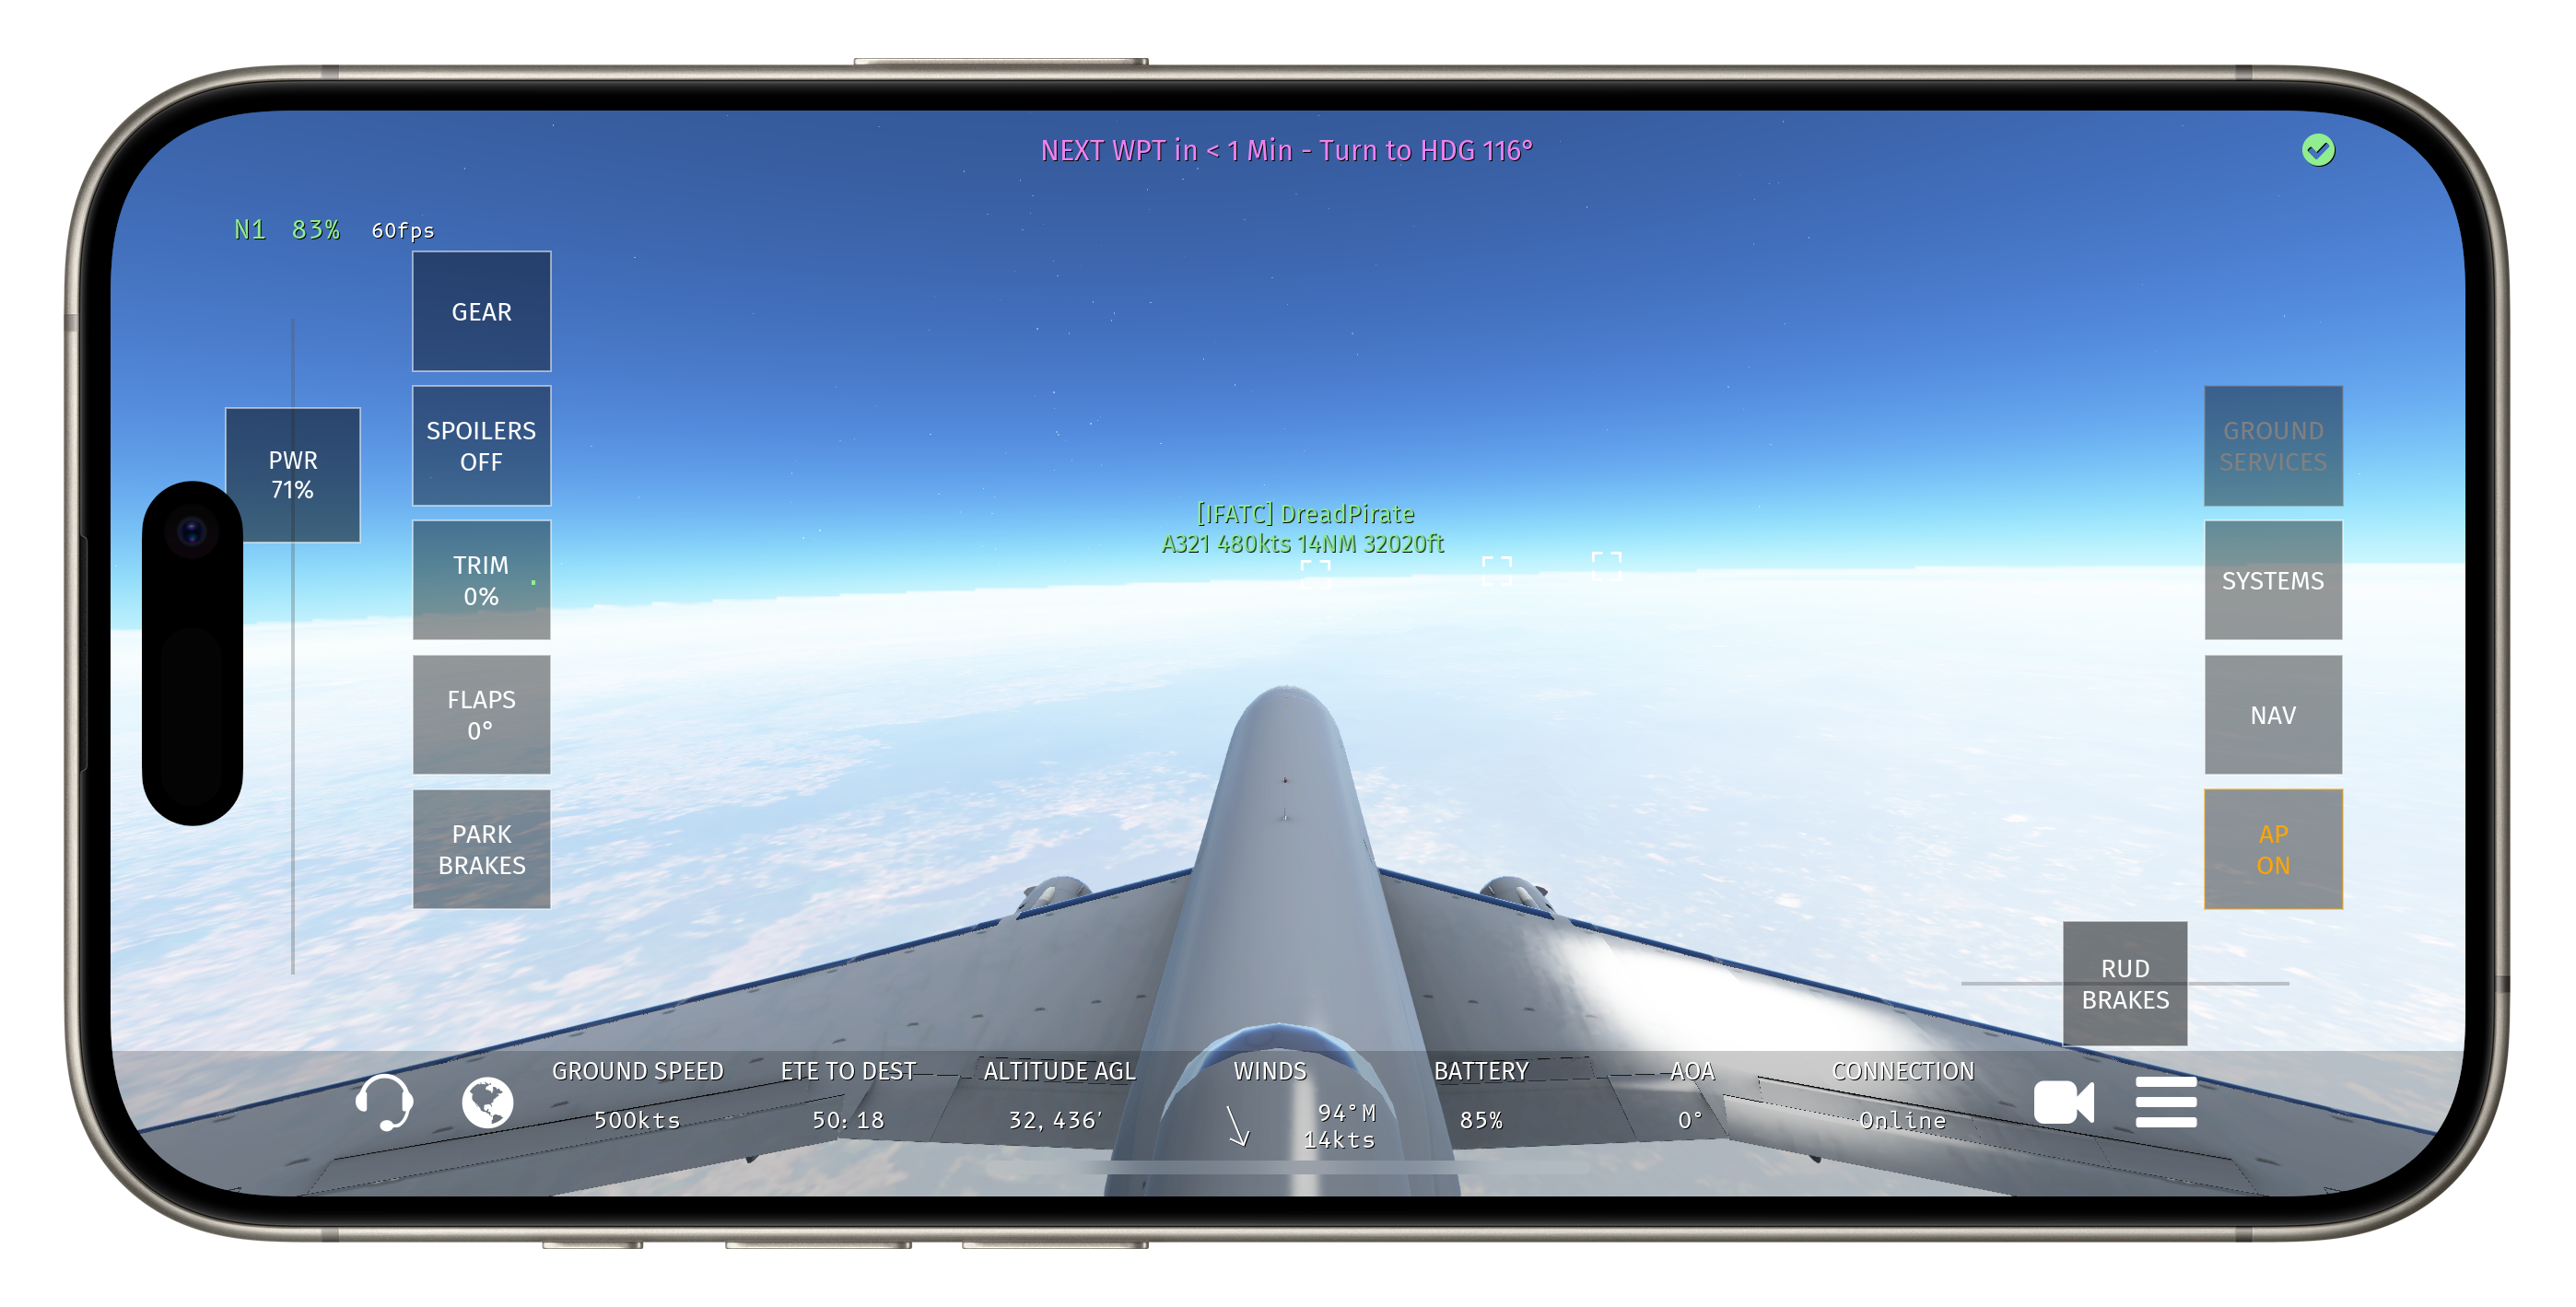 NEXT WPT in < 1 Min - Turn to HDG 116°
N1 83% 60fps
GEAR
SPOILERS
OFF
PWR
71%
TRIM
0%
FLAPS
0°
PARK
BRAKES
[IFATC] DreadPirate
A321 480kts 14NM 32020ft
GROUND
SERVICES
SYSTEMS
NAV
AP
ON
RUD
BRAKES
GROUND SPEED
500kts
ETE TO DEST
50:18
ALTITUDE AGL
32,436'
WINDS
94°M
14kts
BATTERY
85%
AOA
0°
CONNECTION
Online